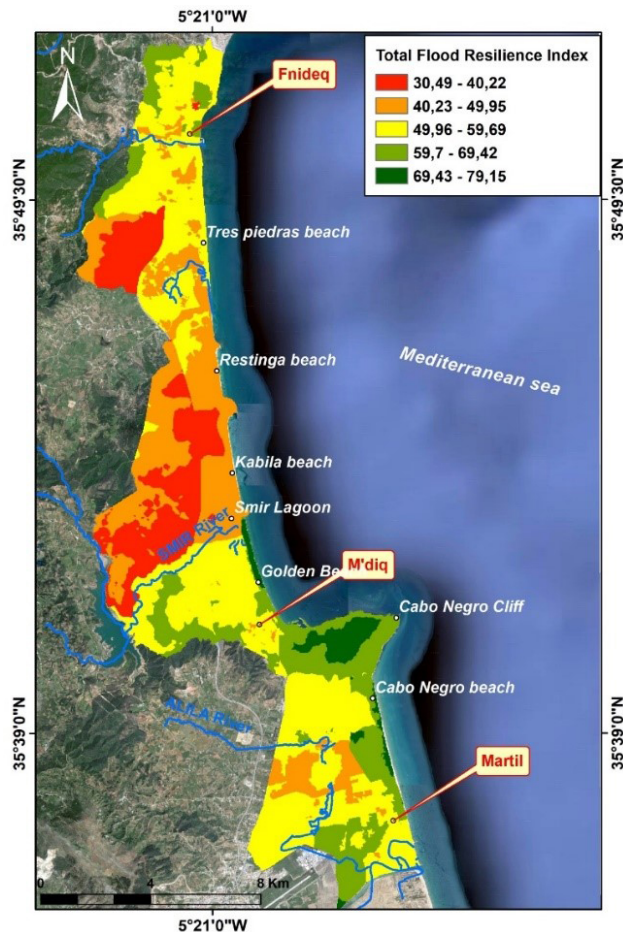 5°21'0"W
N
Fnideq
Total Flood Resilience Index
30,49 - 40,22
40,23 - 49,95
49,96 - 59,69
59,7 - 69,42
69,43 - 79,15
35°49'30"N
35°49'30"N
Tres piedras beach
Mediterranean sea
Restinga beach
Kabila beach
Smir Lagoon
SMIR River
M'diq
Golden Be
Cabo Negro Cliff
Cabo Negro beach
35°39'0"N
35°39'0"N
River
Martil
0 4 8 Km
5°21'0"W